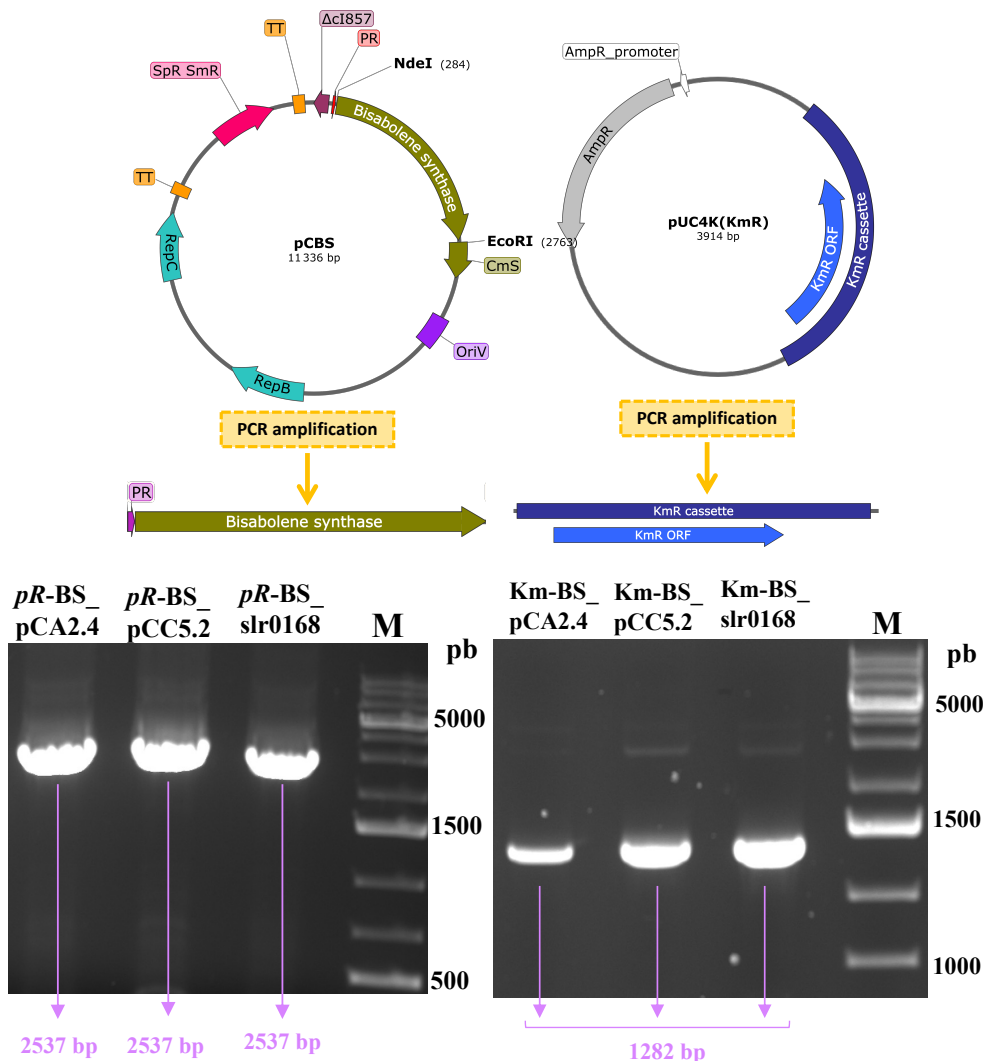 ΔcI857
TT
PR
NdeI (284)
SpR SmR
Bisabolene synthase
TT
pCBS
11 336 bp
EcoRI (2763)
CmS
RepC
OriV
RepB
AmpR_promoter
AmpR
pUC4K(KmR)
3914 bp
KmR ORF
KmR cassette
PCR amplification
PCR amplification
PR
Bisabolene synthase
KmR cassette
KmR ORF
pR-BS_
pCA2.4
pR-BS_
pCC5.2
pR-BS_
slr0168
M
pb
5000
1500
500
2537 bp
2537 bp
2537 bp
Km-BS_
pCA2.4
Km-BS_
pCC5.2
Km-BS_
slr0168
M
pb
5000
1500
1000
1282 bp